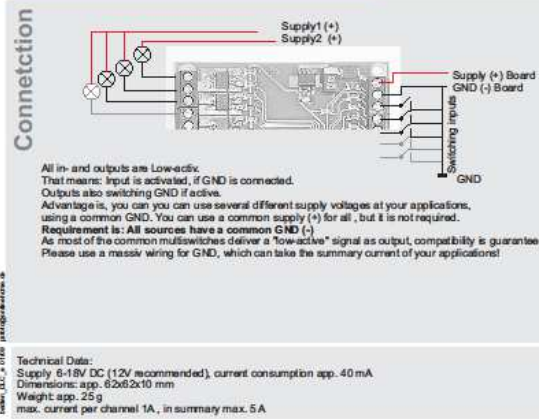 Connetction
Supply1 (+)
Supply2 (+)
Supply (+) Board
GND (-) Board
Switching inputs
GND
All in- and outputs are Low-activ.
That means: Input is activated, if GND is connected.
Outputs also switching GND if active.
Advantage is, you can you can use several different supply voltages at your applications,
using a common GND. You can use a common supply (+) for all , but it is not required.
Requirement is: All sources have a common GND (-)
As most of the common multiswitches deliver a "low-active" signal as output, compatibility is guarantee
Please use a massiv wiring for GND, which can take the summary current of your applications!
Technical Data:
Supply 6-18V DC (12V recommended), current consumption app. 40 mA
Dimensions: app. 62x62x10 mm
Weight: app. 25 g
max. current per channel 1A , in summary max. 5 A